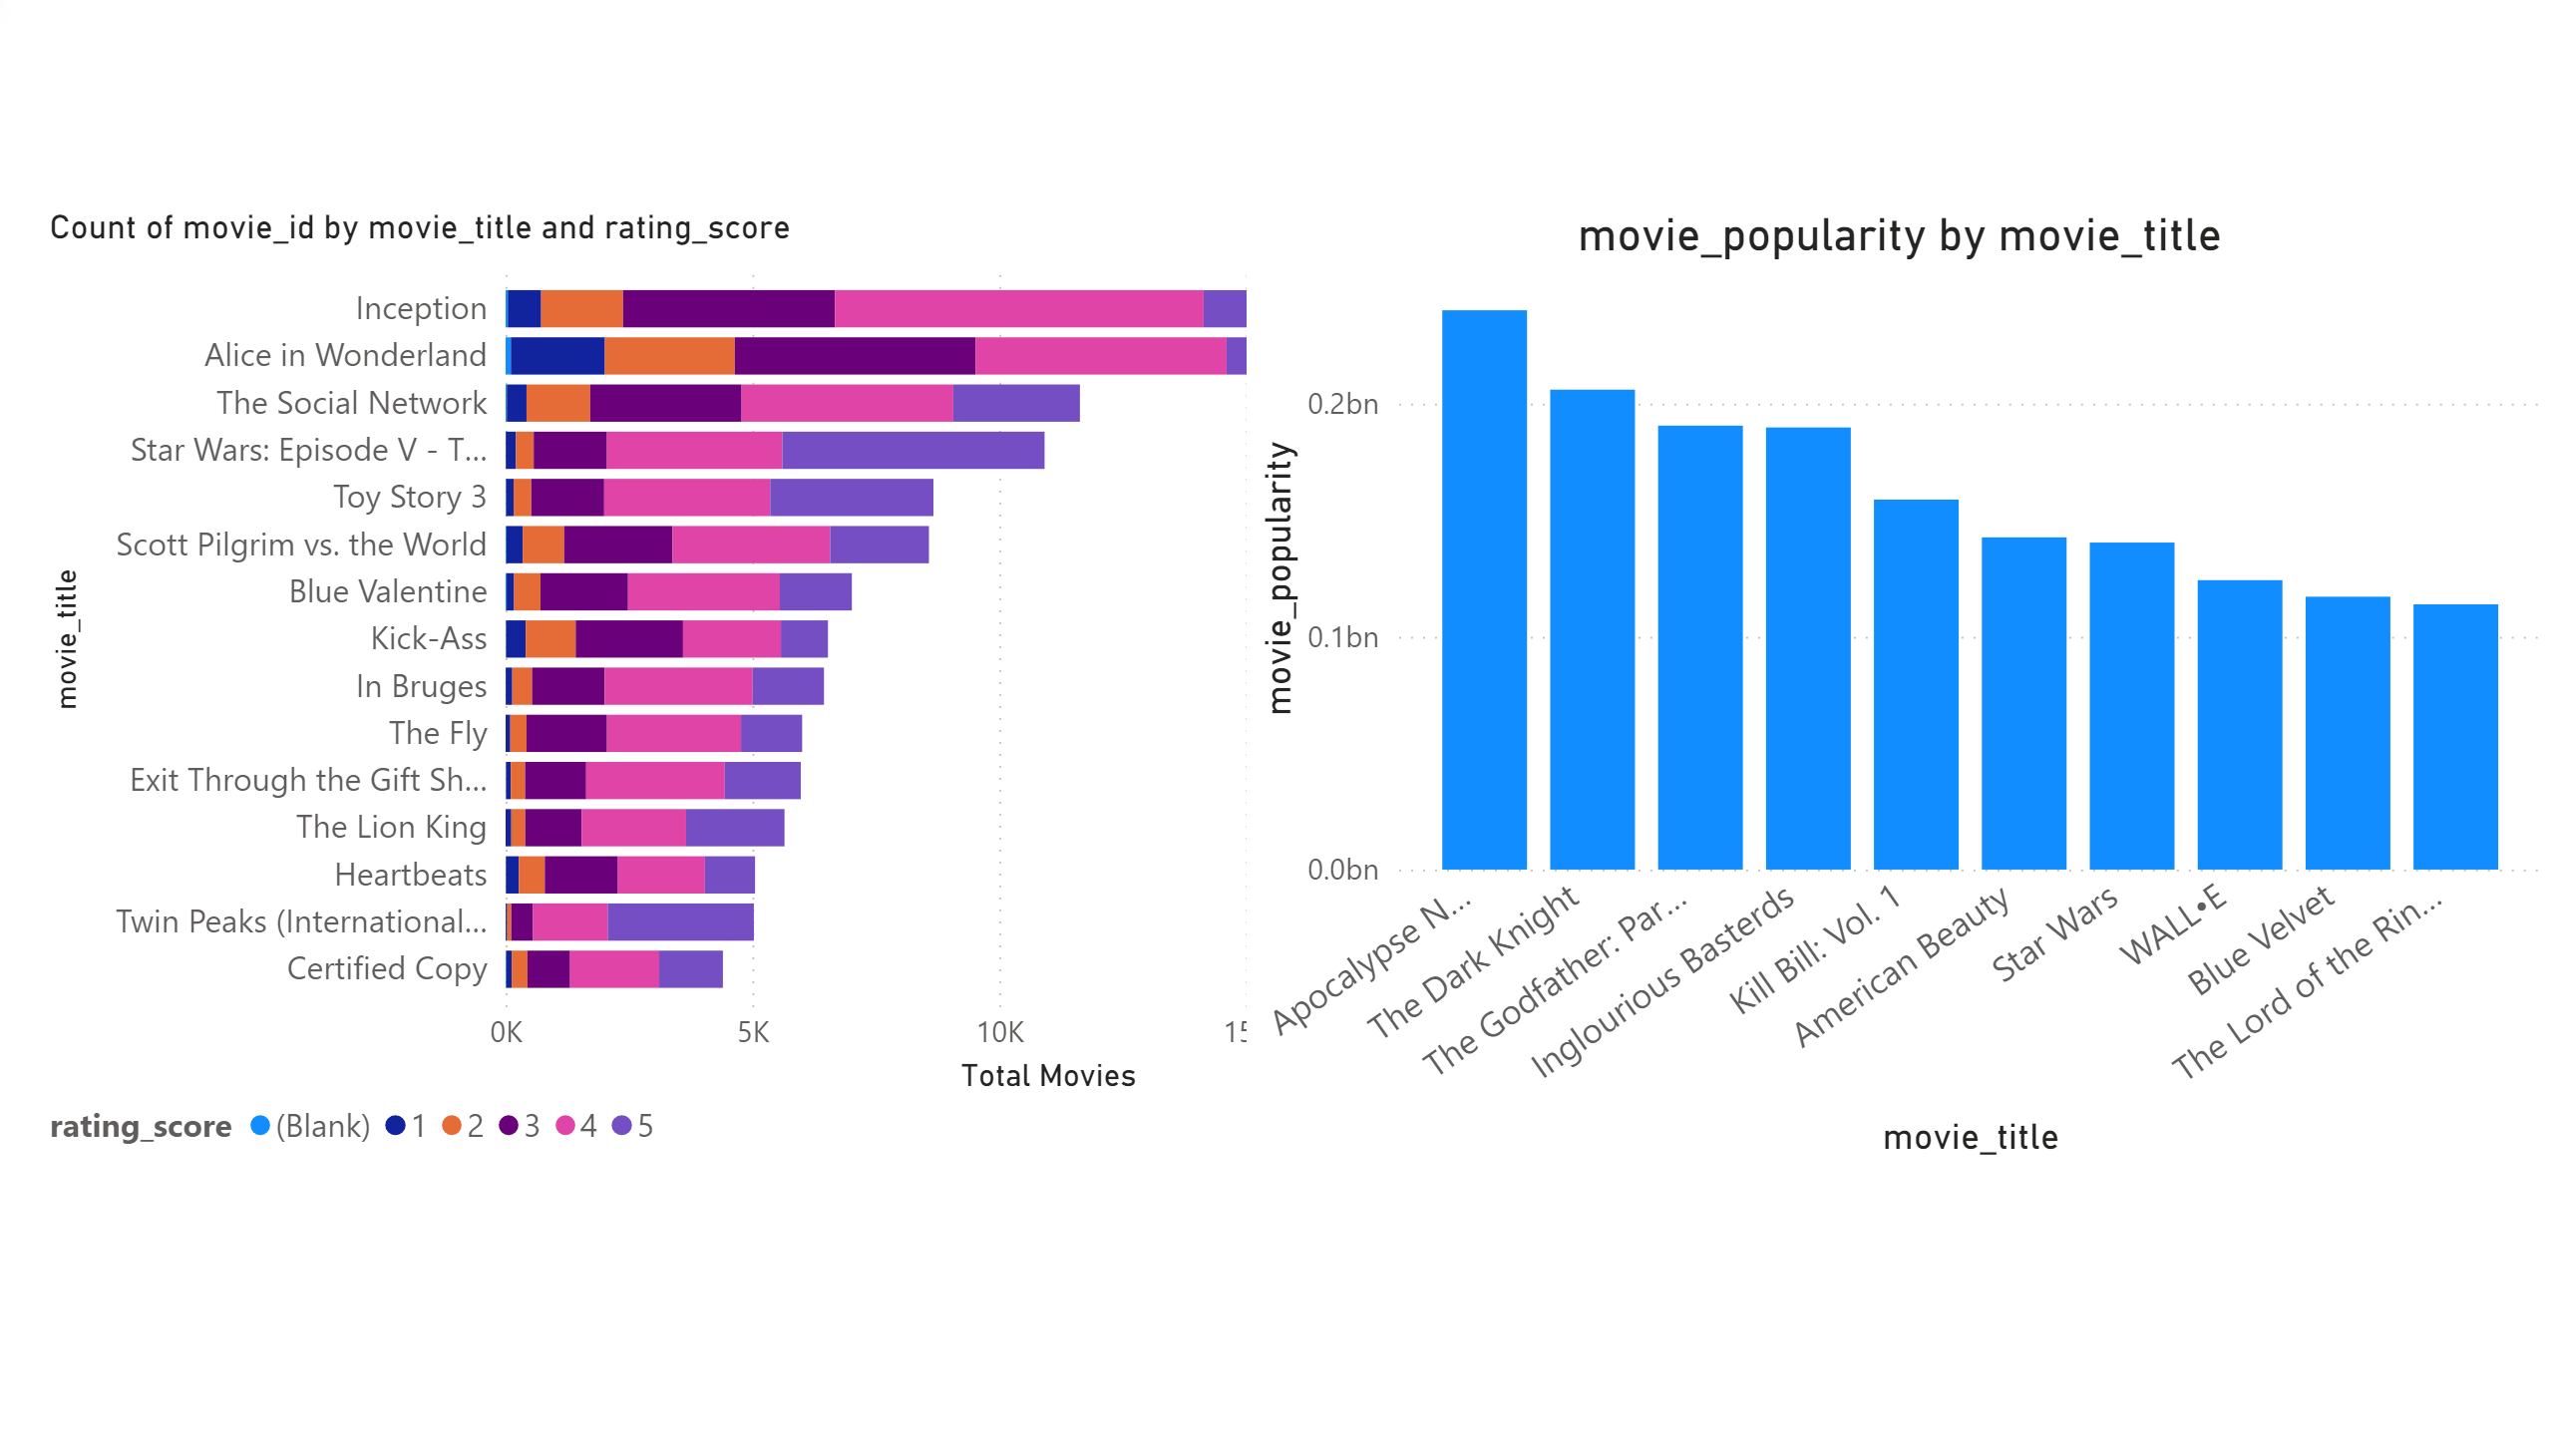 Count of movie_id by movie_title and rating_score
movie_title
Inception
Alice in Wonderland
The Social Network
Star Wars: Episode V - T...
Toy Story 3
Scott Pilgrim vs. the World
Blue Valentine
Kick-Ass
In Bruges
The Fly
Exit Through the Gift Sh...
The Lion King
Heartbeats
Twin Peaks (International...
Certified Copy
0K 5K 10K 15
Total Movies
rating_score (Blank) 1 2 3 4 5
movie_popularity by movie_title
movie_popularity
0.2bn
0.1bn
0.0bn
Apocalypse N...
The Dark Knight
The Godfather: Par...
Inglourious Basterds
Kill Bill: Vol. 1
American Beauty
Star Wars
WALL•E
Blue Velvet
The Lord of the Rin...
movie_title